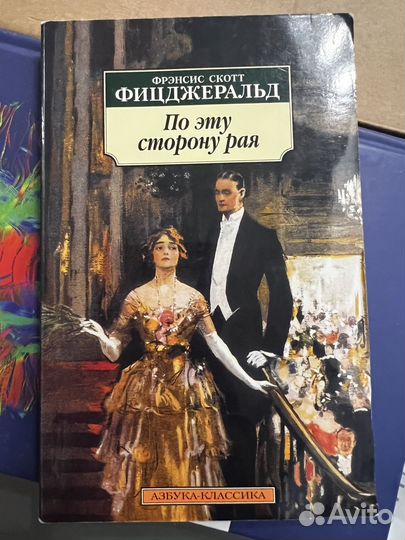 ФРЭНСИС СКОТТ
ФИЦДЖЕРАЛЬД
По эту
сторону рая
АЗБУКА-КЛАССИКА
Avito